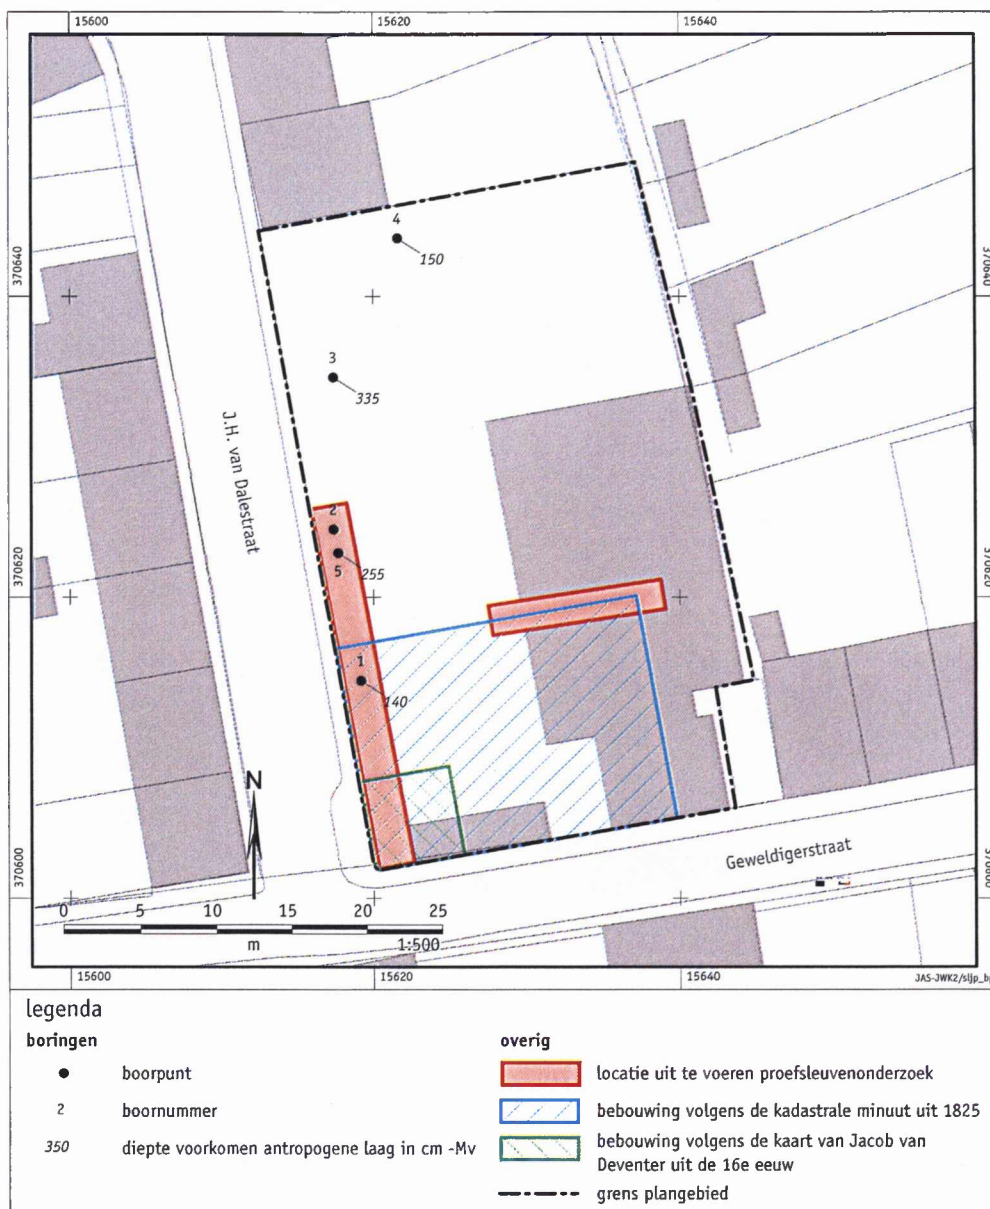 15600
15620
15640
4
150
370640
370640
3
335
J.H. van Dalestraat
2
5
255
370620
370620
1
140
N
Geweldigerstraat
370600
0 5 10 15 20 25
m 1:500
15600
15620
15640
legenda
boringen
boorpunt
2 boornummer
350 diepte voorkomen antropogene laag in cm -Mv
overig
locatie uit te voeren proefsleuvenonderzoek
bebouwing volgens de kadastrale minuut uit 1825
bebouwing volgens de kaart van Jacob van
Deventer uit de 16e eeuw
grens plangebied